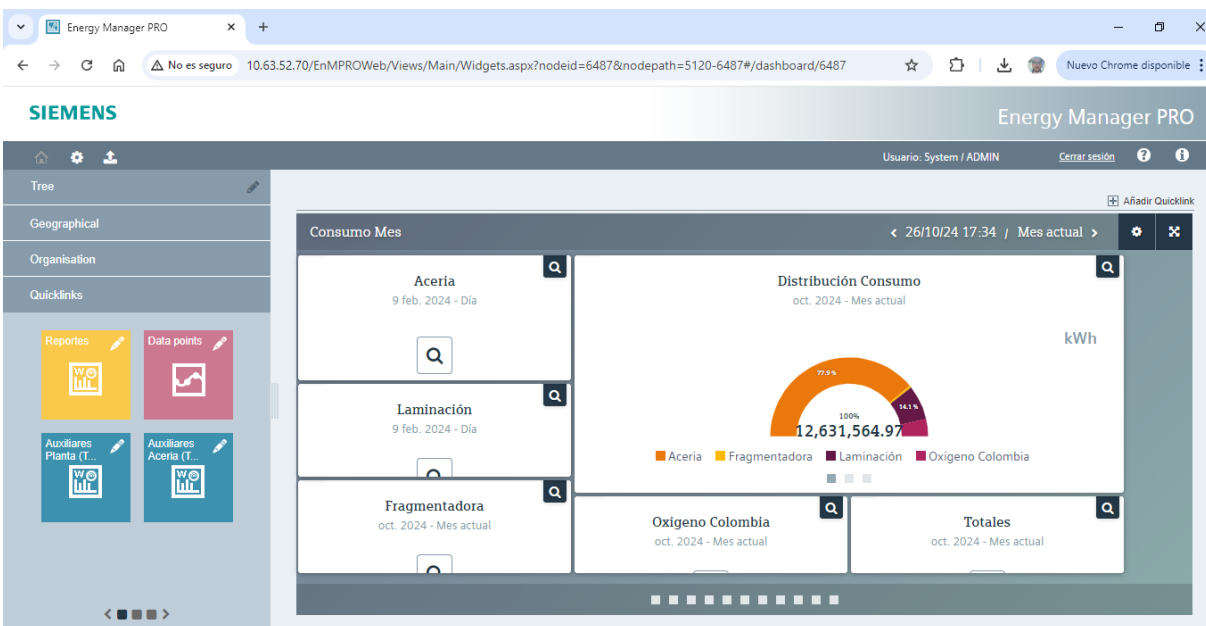 Energy Manager PRO
No es seguro
10.63.52.70/EnMPROWeb/Views/Main/Widgets.aspx?nodeid=6487&nodepath=5120-6487#/dashboard/6487
Nuevo Chrome disponible
SIEMENS
Energy Manager PRO
Usuario: System / ADMIN
Cerrar sesión
Tree
Geographical
Organisation
Quicklinks
Reportes
Data points
Auxiliares
Planta (T...
Auxiliares
Aceria (T...
Añadir Quicklink
Consumo Mes
26/10/24 17:34 / Mes actual
Aceria
9 feb. 2024 - Día
Laminación
9 feb. 2024 - Día
Fragmentadora
oct. 2024 - Mes actual
Distribución Consumo
oct. 2024 - Mes actual
kWh
77.9 %
14.1 %
100%
12,631,564.97
Aceria Fragmentadora Laminación Oxigeno Colombia
Oxigeno Colombia
oct. 2024 - Mes actual
Totales
oct. 2024 - Mes actual